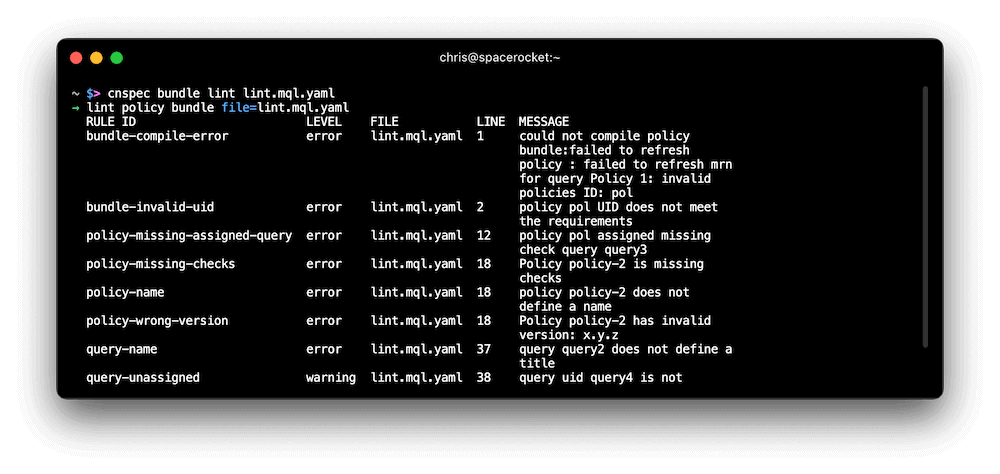 chris@spacerocket:~
~ $> cnspec bundle lint lint.mql.yaml
→ lint policy bundle file=lint.mql.yaml
RULE ID LEVEL FILE LINE MESSAGE
bundle-compile-error error lint.mql.yaml 1 could not compile policy
bundle:failed to refresh
policy : failed to refresh mrn
for query Policy 1: invalid
policies ID: pol
bundle-invalid-uid error lint.mql.yaml 2 policy pol UID does not meet
the requirements
policy-missing-assigned-query error lint.mql.yaml 12 policy pol assigned missing
check query query3
policy-missing-checks error lint.mql.yaml 18 Policy policy-2 is missing
checks
policy-name error lint.mql.yaml 18 policy policy-2 does not
define a name
policy-wrong-version error lint.mql.yaml 18 Policy policy-2 has invalid
version: x.y.z
query-name error lint.mql.yaml 37 query query2 does not define a
title
query-unassigned warning lint.mql.yaml 38 query uid query4 is not